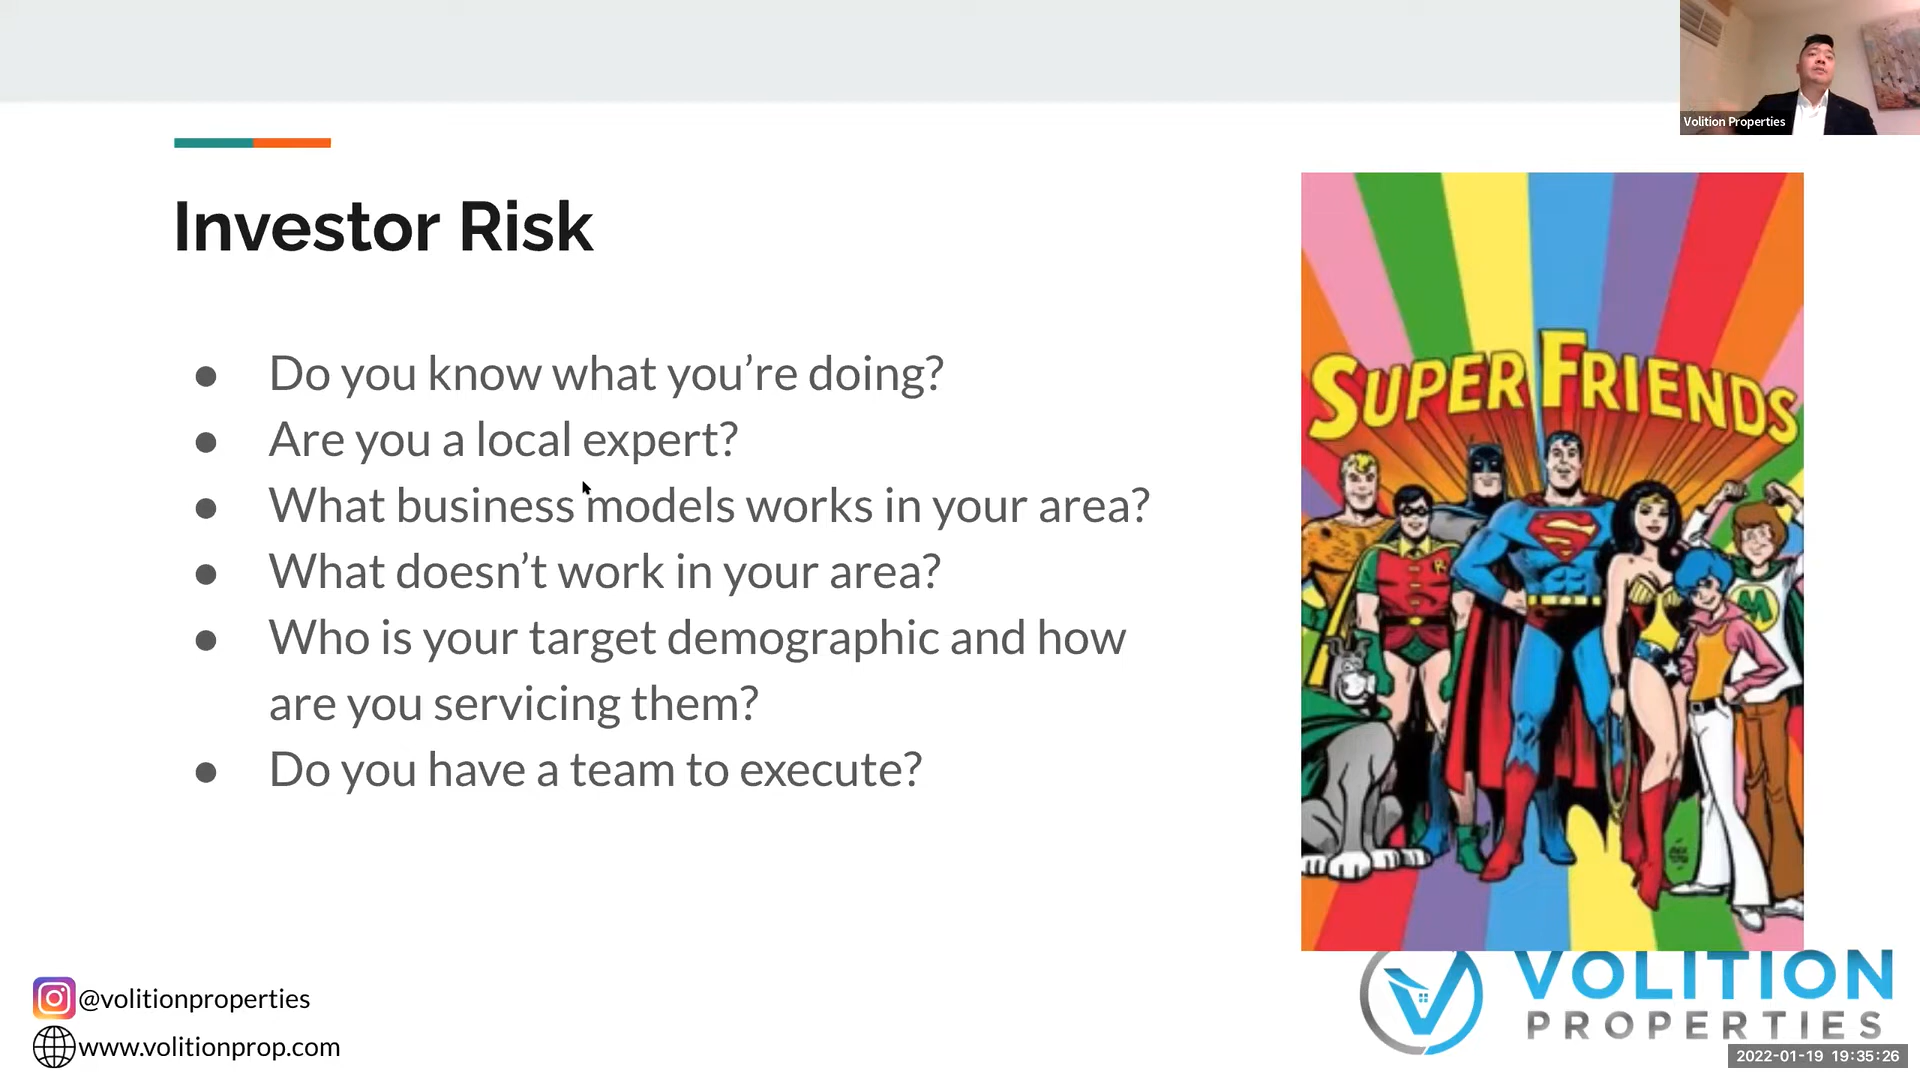 Volition Properties
Investor Risk
● Do you know what you’re doing?
● Are you a local expert?
● What business models works in your area?
● What doesn’t work in your area?
● Who is your target demographic and how
are you servicing them?
● Do you have a team to execute?
SUPER FRIENDS
S
R
M
@volitionproperties
www.volitionprop.com
VOLITION
PROPERTIES
2022-01-19 19:35:26